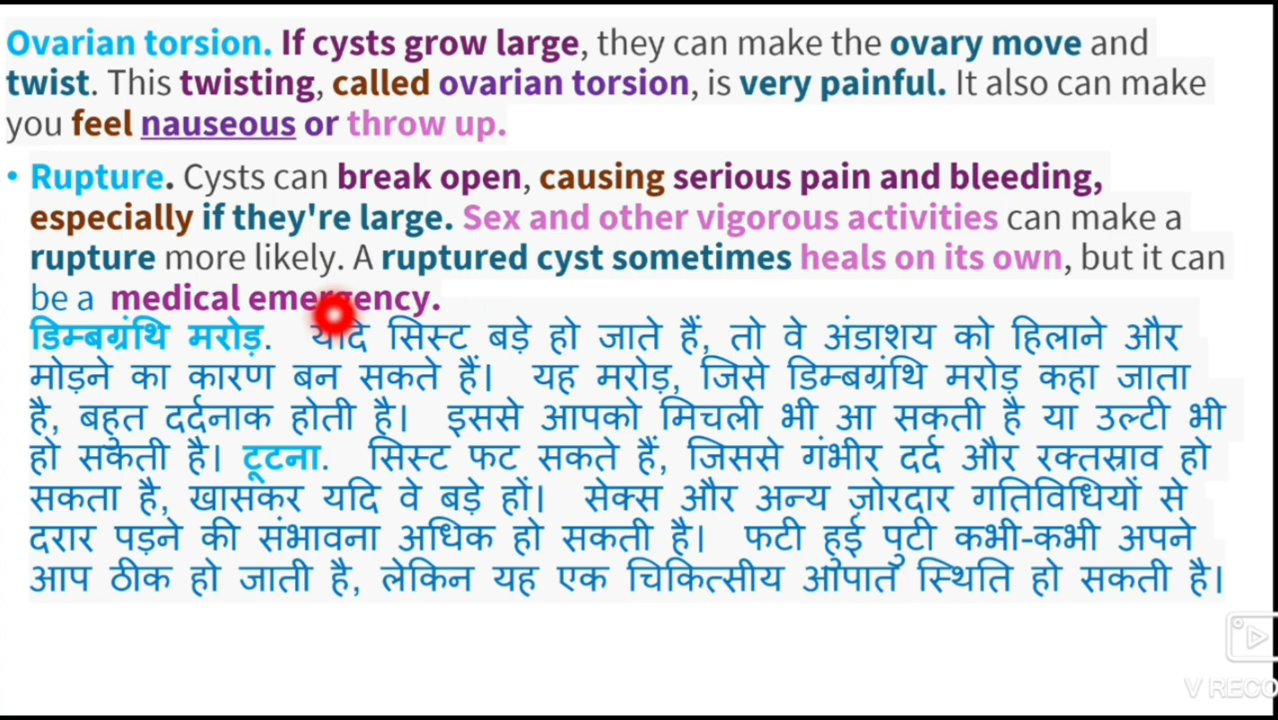 Ovarian torsion. If cysts grow large, they can make the ovary move and
twist. This twisting, called ovarian torsion, is very painful. It also can make
you feel nauseous or throw up.
• Rupture. Cysts can break open, causing serious pain and bleeding,
especially if they're large. Sex and other vigorous activities can make a
rupture more likely. A ruptured cyst sometimes heals on its own, but it can
be a medical emergency.
डिम्बग्रंथि मरोड़. यदि सिस्ट बड़े हो जाते हैं, तो वे अंडाशय को हिलाने और
मोड़ने का कारण बन सकते हैं। यह मरोड़, जिसे डिम्बग्रंथि मरोड़ कहा जाता
है, बहुत दर्दनाक होती है। इससे आपको मिचली भी आ सकती है या उल्टी भी
हो सकती है। टूटना. सिस्ट फट सकते हैं, जिससे गंभीर दर्द और रक्तस्राव हो
सकता है, खासकर यदि वे बड़े हों। सेक्स और अन्य ज़ोरदार गतिविधियों से
दरार पड़ने की संभावना अधिक हो सकती है। फटी हुई पुटी कभी-कभी अपने
आप ठीक हो जाती है, लेकिन यह एक चिकित्सीय आपात स्थिति हो सकती है।
V RECO